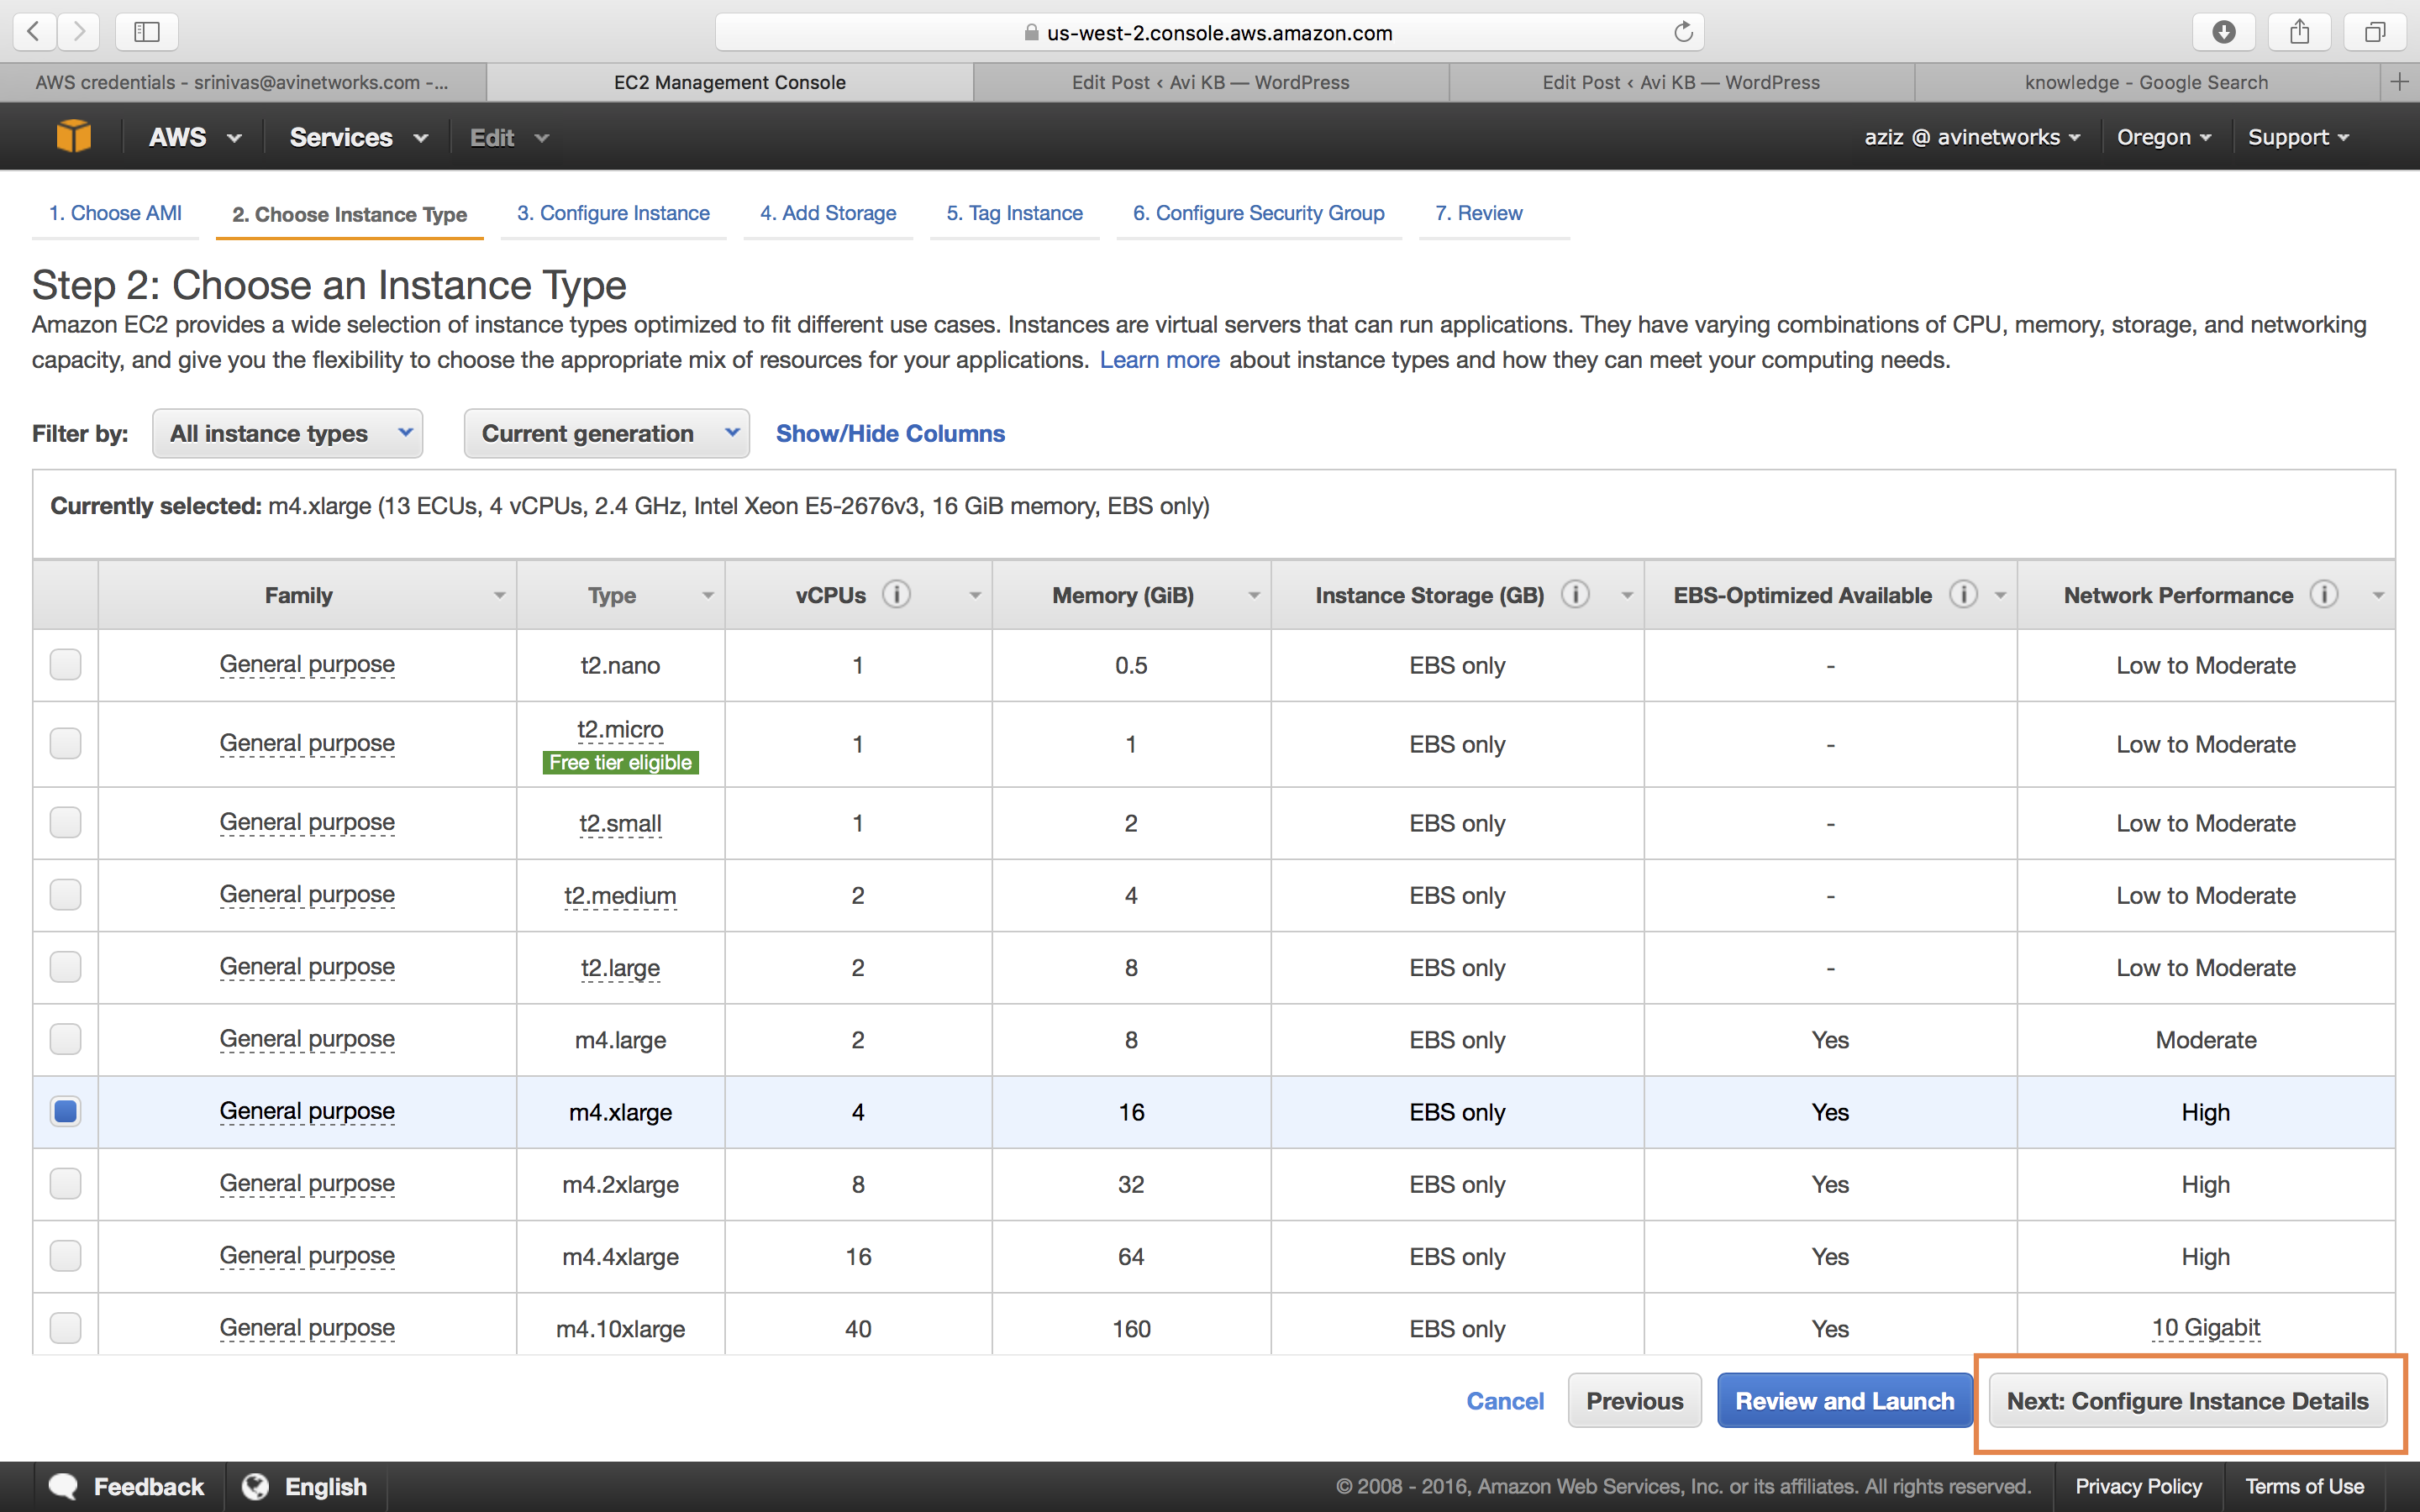 us-west-2.console.aws.amazon.com
AWS credentials - srinivas@avinetworks.com -...
EC2 Management Console
Edit Post ‹ Avi KB — WordPress
Edit Post ‹ Avi KB — WordPress
knowledge - Google Search
AWS
Services
Edit
aziz @ avinetworks
Oregon
Support
1. Choose AMI
2. Choose Instance Type
3. Configure Instance
4. Add Storage
5. Tag Instance
6. Configure Security Group
7. Review
Step 2: Choose an Instance Type
Amazon EC2 provides a wide selection of instance types optimized to fit different use cases. Instances are virtual servers that can run applications. They have varying combinations of CPU, memory, storage, and networking
capacity, and give you the flexibility to choose the appropriate mix of resources for your applications. Learn more about instance types and how they can meet your computing needs.
Filter by: All instance types Current generation Show/Hide Columns
Currently selected: m4.xlarge (13 ECUs, 4 vCPUs, 2.4 GHz, Intel Xeon E5-2676v3, 16 GiB memory, EBS only)
Family Type vCPUs Memory (GiB) Instance Storage (GB) EBS-Optimized Available Network Performance
General purpose t2.nano 1 0.5 EBS only - Low to Moderate
General purpose t2.micro 1 1 EBS only - Low to Moderate
Free tier eligible
General purpose t2.small 1 2 EBS only - Low to Moderate
General purpose t2.medium 2 4 EBS only - Low to Moderate
General purpose t2.large 2 8 EBS only - Low to Moderate
General purpose m4.large 2 8 EBS only Yes Moderate
General purpose m4.xlarge 4 16 EBS only Yes High
General purpose m4.2xlarge 8 32 EBS only Yes High
General purpose m4.4xlarge 16 64 EBS only Yes High
General purpose m4.10xlarge 40 160 EBS only Yes 10 Gigabit
Cancel Previous Review and Launch Next: Configure Instance Details
Feedback English © 2008 - 2016, Amazon Web Services, Inc. or its affiliates. All rights reserved. Privacy Policy Terms of Use